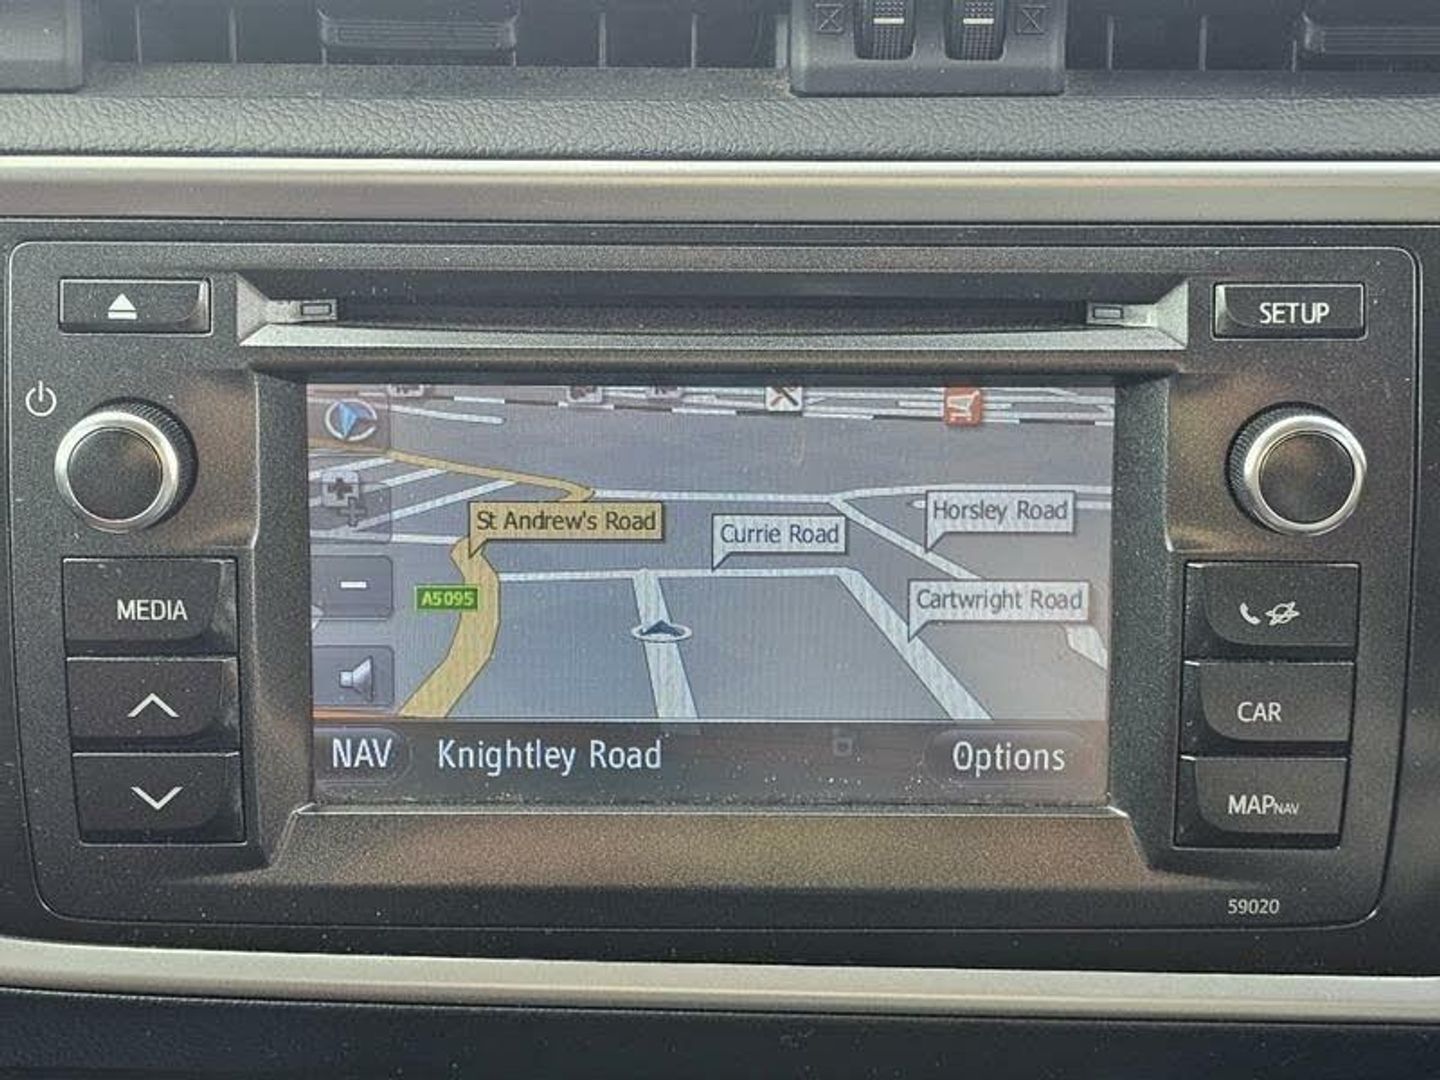 SETUP
St Andrew's Road
Currie Road
Horsley Road
A5095
Cartwright Road
MEDIA
CAR
NAV
Knightley Road
Options
MAPNAV
59020